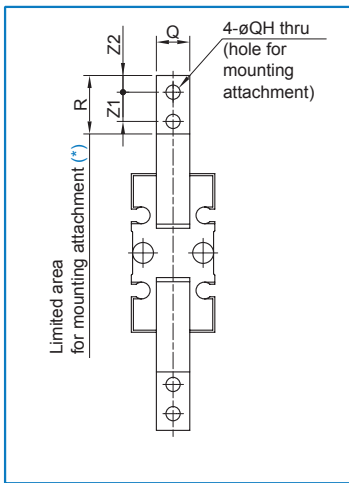 Q
4-øQH thru
(hole for
mounting
attachment)
Z2
R
Z1
Limited area
for mounting attachment (*)